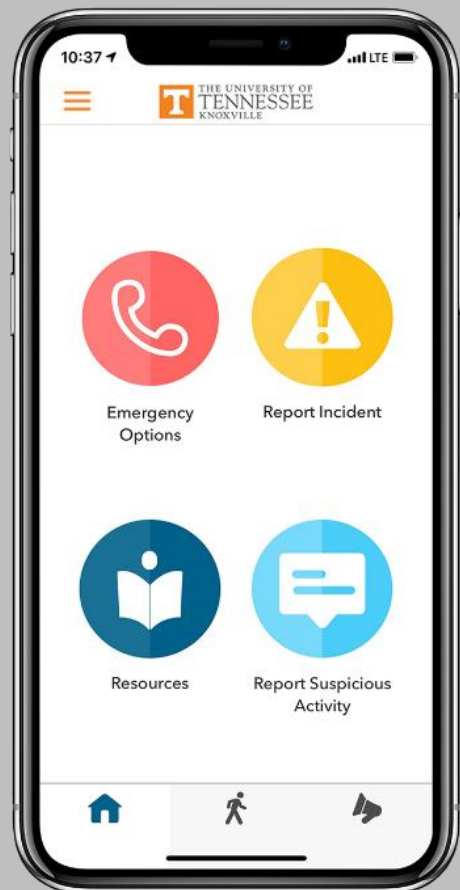 10:37
LTE
T
THE UNIVERSITY OF
TENNESSEE
KNOXVILLE
Emergency
Options
Report Incident
Resources
Report Suspicious
Activity